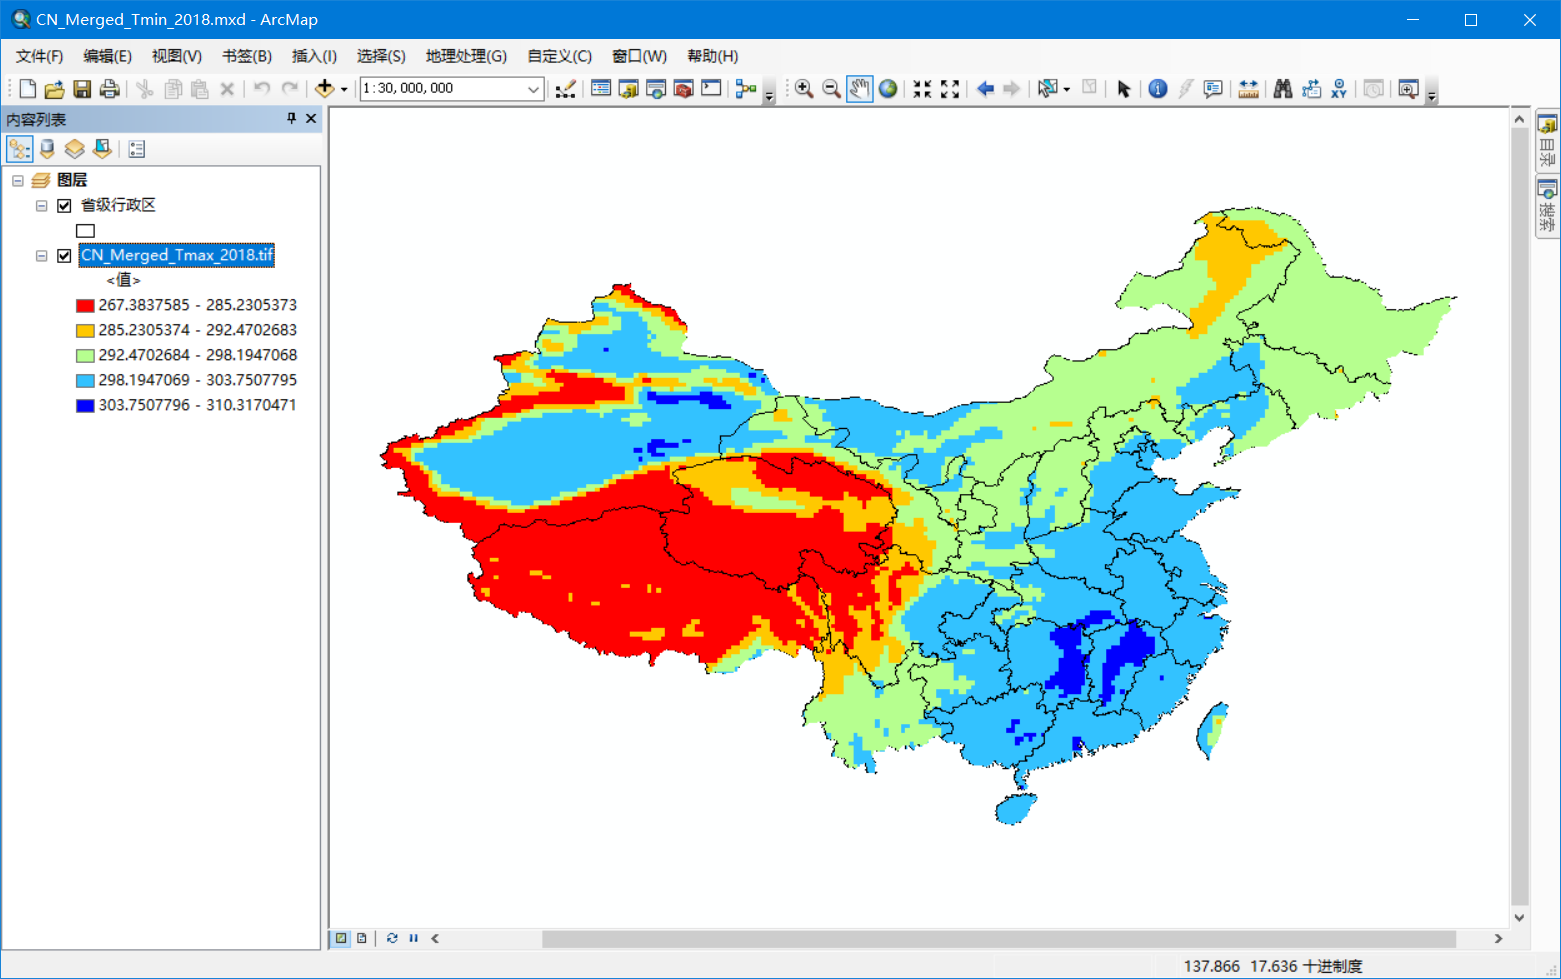 CN_Merged_Tmin_2018.mxd - ArcMap
文件(F) 编辑(E) 视图(V) 书签(B) 插入(I) 选择(S) 地理处理(G) 自定义(C) 窗口(W) 帮助(H)
1:30,000,000
XY
内容列表
图层
省级行政区
CN_Merged_Tmax_2018.tif
<值>
267.3837585 - 285.2305373
285.2305374 - 292.4702683
292.4702684 - 298.1947068
298.1947069 - 303.7507795
303.7507796 - 310.3170471
目录
搜索
137.866 17.636 十进制度